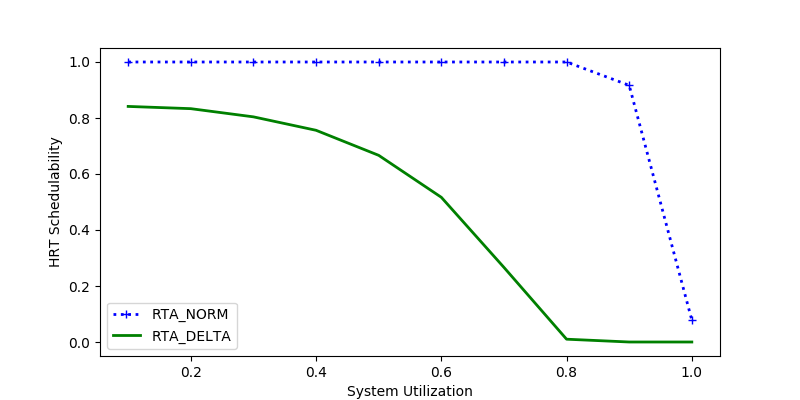 1.0
0.8
0.6
0.4
0.2
0.0
HRT Schedulability
RTA_NORM
RTA_DELTA
0.2 0.4 0.6 0.8 1.0
System Utilization